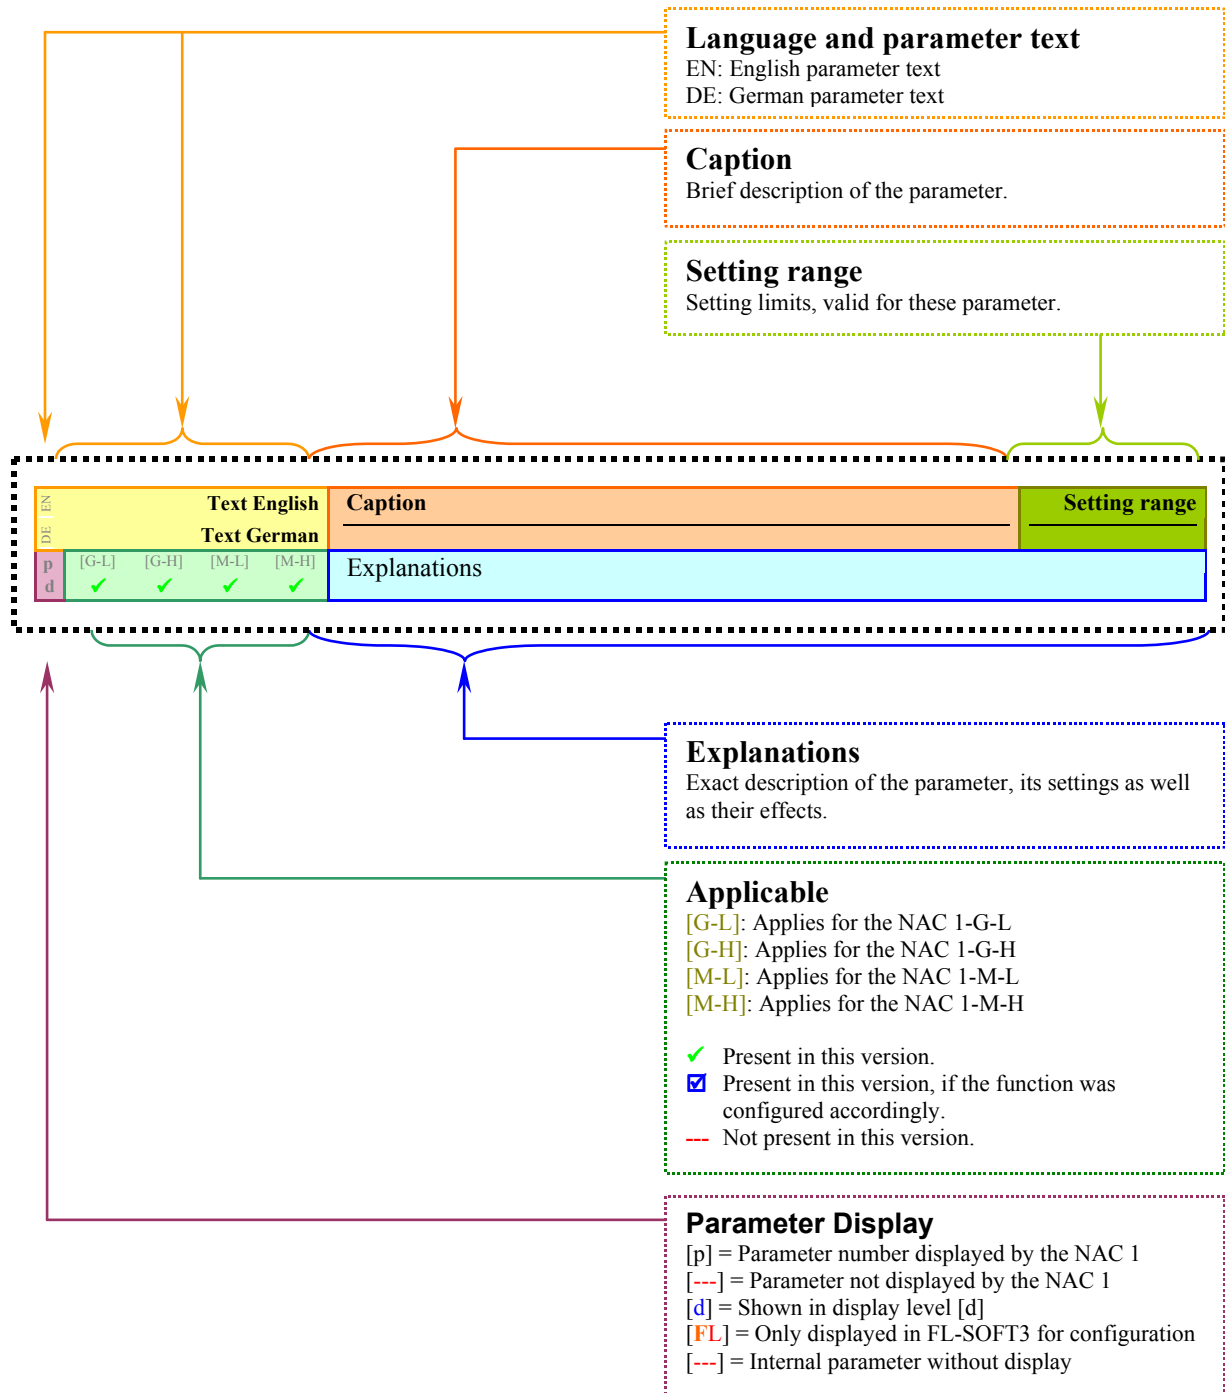 Language and parameter text
EN: English parameter text
DE: German parameter text
Caption
Brief description of the parameter.
Setting range
Setting limits, valid for these parameter.
EN Text English Caption Setting range
DE Text German
p [G-L] [G-H] [M-L] [M-H] Explanations
d ✔ ✔ ✔ ✔
Explanations
Exact description of the parameter, its settings as well
as their effects.
Applicable
[G-L]: Applies for the NAC 1-G-L
[G-H]: Applies for the NAC 1-G-H
[M-L]: Applies for the NAC 1-M-L
[M-H]: Applies for the NAC 1-M-H
✔ Present in this version.
☑ Present in this version, if the function was
configured accordingly.
--- Not present in this version.
Parameter Display
[p] = Parameter number displayed by the NAC 1
[---] = Parameter not displayed by the NAC 1
[d] = Shown in display level [d]
[FL] = Only displayed in FL-SOFT3 for configuration
[---] = Internal parameter without display